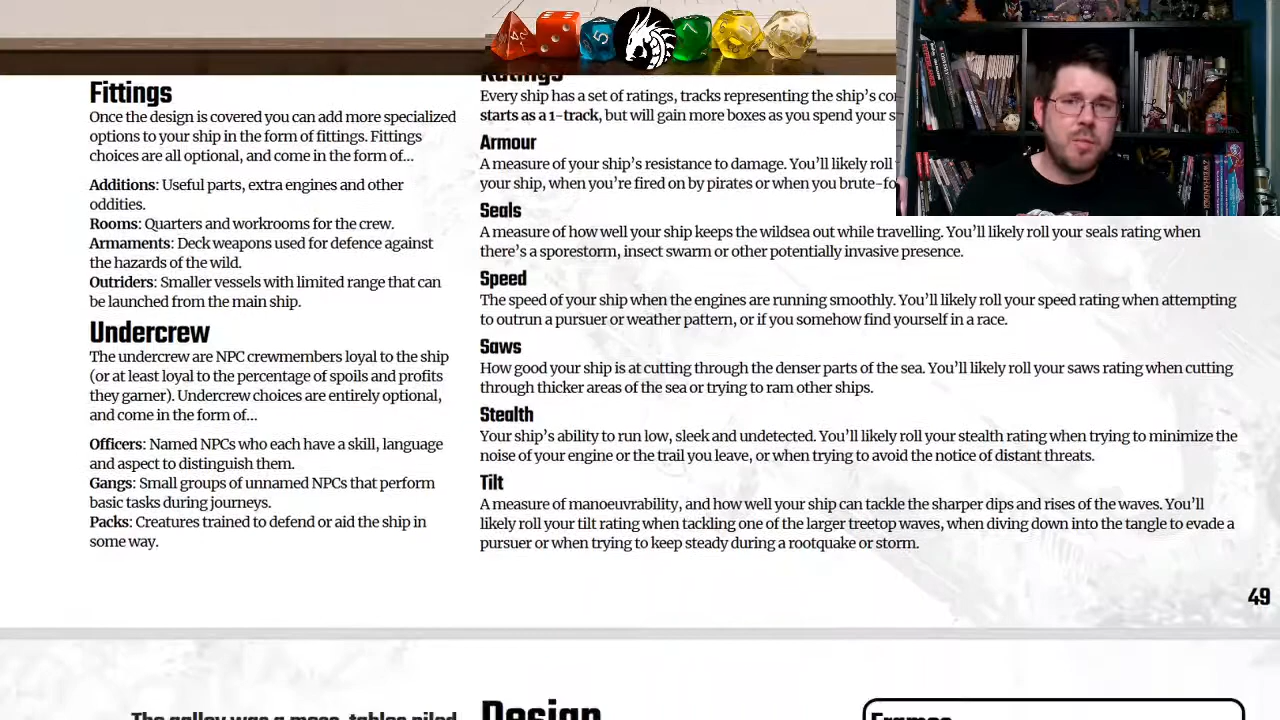 Fittings
Once the design is covered you can add more specialized
options to your ship in the form of fittings. Fittings
choices are all optional, and come in the form of...
Additions: Useful parts, extra engines and other
oddities.
Rooms: Quarters and workrooms for the crew.
Armaments: Deck weapons used for defence against
the hazards of the wild.
Outriders: Smaller vessels with limited range that can
be launched from the main ship.
Undercrew
The undercrew are NPC crewmembers loyal to the ship
(or at least loyal to the percentage of spoils and profits
they garner). Undercrew choices are entirely optional,
and come in the form of...
Officers: Named NPCs who each have a skill, language
and aspect to distinguish them.
Gangs: Small groups of unnamed NPCs that perform
basic tasks during journeys.
Packs: Creatures trained to defend or aid the ship in
some way.
Ratings
Every ship has a set of ratings, tracks representing the ship's
starts as a 1-track, but will gain more boxes as you spend your
Armour
A measure of your ship's resistance to damage. You'll likely roll
your ship, when you're fired on by pirates or when you
Seals
A measure of how well your ship keeps the wildsea out while travelling. You'll likely roll your seals rating when
there's a sporestorm, insect swarm or other potentially invasive presence.
Speed
The speed of your ship when the engines are running smoothly. You'll likely roll your speed rating when attempting
to outrun a pursuer or weather pattern, or if you somehow find yourself in a race.
Saws
How good your ship is at cutting through the denser parts of the sea. You'll likely roll your saws rating when cutting
through thicker areas of the sea or trying to ram other ships.
Stealth
Your ship's ability to run low, sleek and undetected. You'll likely roll your stealth rating when trying to minimize the
noise of your engine or the trail you leave, or when trying to avoid the notice of distant threats.
Tilt
A measure of manoeuvrability, and how well your ship can tackle the sharper dips and rises of the waves. You'll
likely roll your tilt rating when tackling one of the larger treetop waves, when diving down into the tangle to evade a
pursuer or when trying to keep steady during a rootquake or storm.
49
The galley was a mess, tables piled
Design
Frames